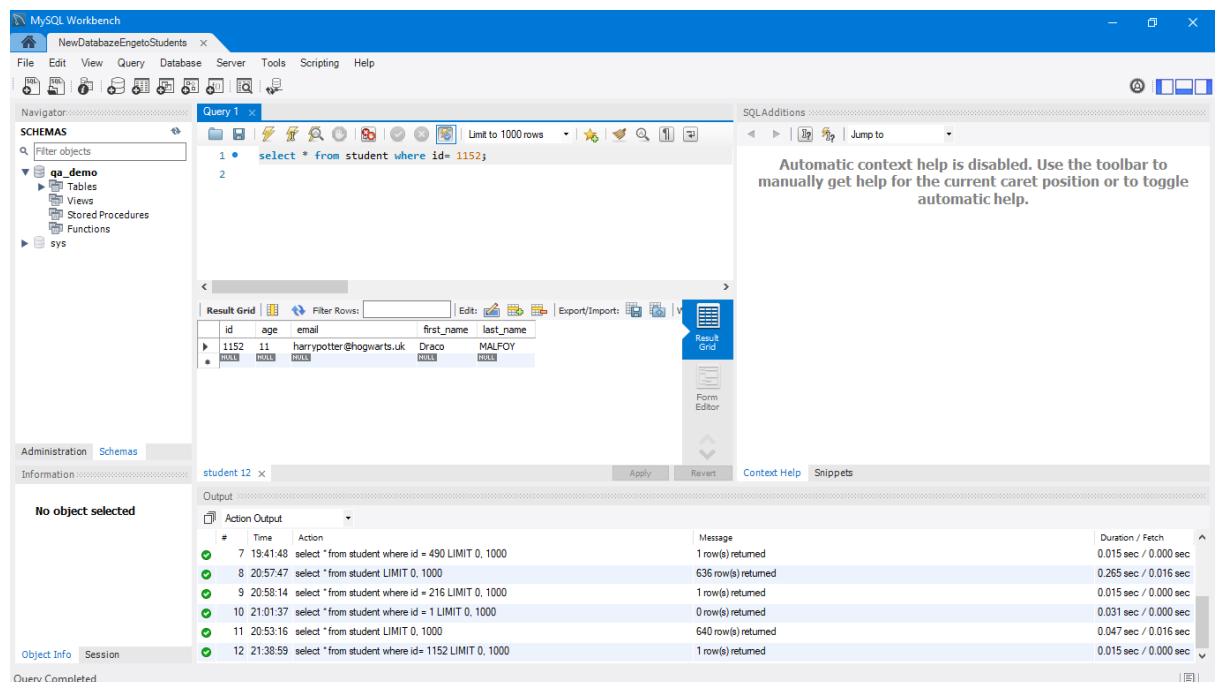 MySQL Workbench
NewDatabazeEngetoStudents
File Edit View Query Database Server Tools Scripting Help
Navigator
SCHEMAS
Filter objects
qa_demo
Tables
Views
Stored Procedures
Functions
sys
Administration Schemas
Information
No object selected
Object Info Session
Query 1
Limit to 1000 rows
1 select * from student where id= 1152;
2
Result Grid Filter Rows: Edit: Export/Import:
id age email first_name last_name
1152 11 harrypotter@hogwarts.uk Draco MALFOY
NULL NULL NULL NULL NULL
Result
Grid
Form
Editor
student 12 Apply Revert
SQLAdditions
Jump to
Automatic context help is disabled. Use the toolbar to
manually get help for the current caret position or to toggle
automatic help.
Context Help Snippets
Output
Action Output
# Time Action Message Duration / Fetch
7 19:41:48 select * from student where id = 490 LIMIT 0, 1000 1 row(s) returned 0.015 sec / 0.000 sec
8 20:57:47 select * from student LIMIT 0, 1000 636 row(s) returned 0.265 sec / 0.016 sec
9 20:58:14 select * from student where id = 216 LIMIT 0, 1000 1 row(s) returned 0.015 sec / 0.000 sec
10 21:01:37 select * from student where id = 1 LIMIT 0, 1000 0 row(s) returned 0.031 sec / 0.000 sec
11 20:53:16 select * from student LIMIT 0, 1000 640 row(s) returned 0.047 sec / 0.016 sec
12 21:38:59 select * from student where id= 1152 LIMIT 0, 1000 1 row(s) returned 0.015 sec / 0.000 sec
Query Completed